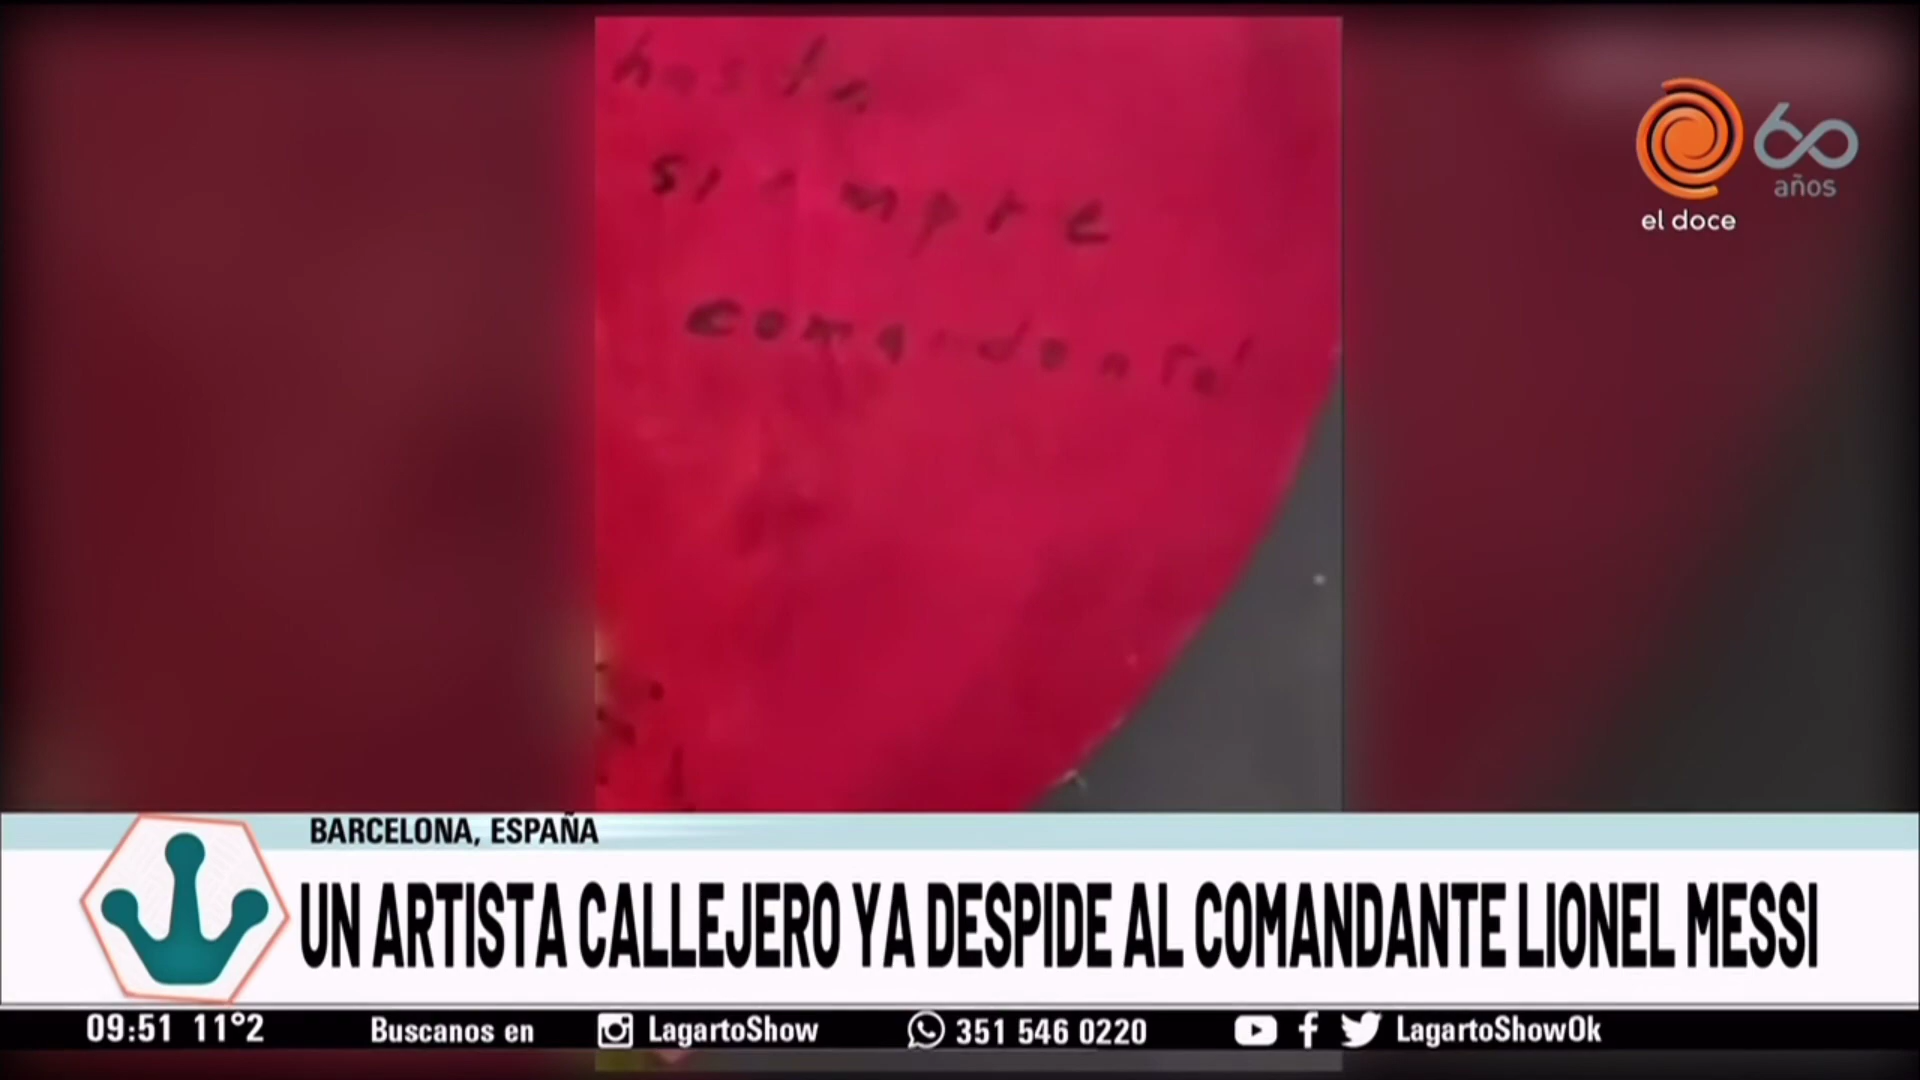 hasta
siempre
comandante!
60
años
el doce
BARCELONA, ESPAÑA
UN ARTISTA CALLEJERO YA DESPIDE AL COMANDANTE LIONEL MESSI
09:51 11°2 Buscanos en LagartoShow 351 546 0220 LagartoShowOk